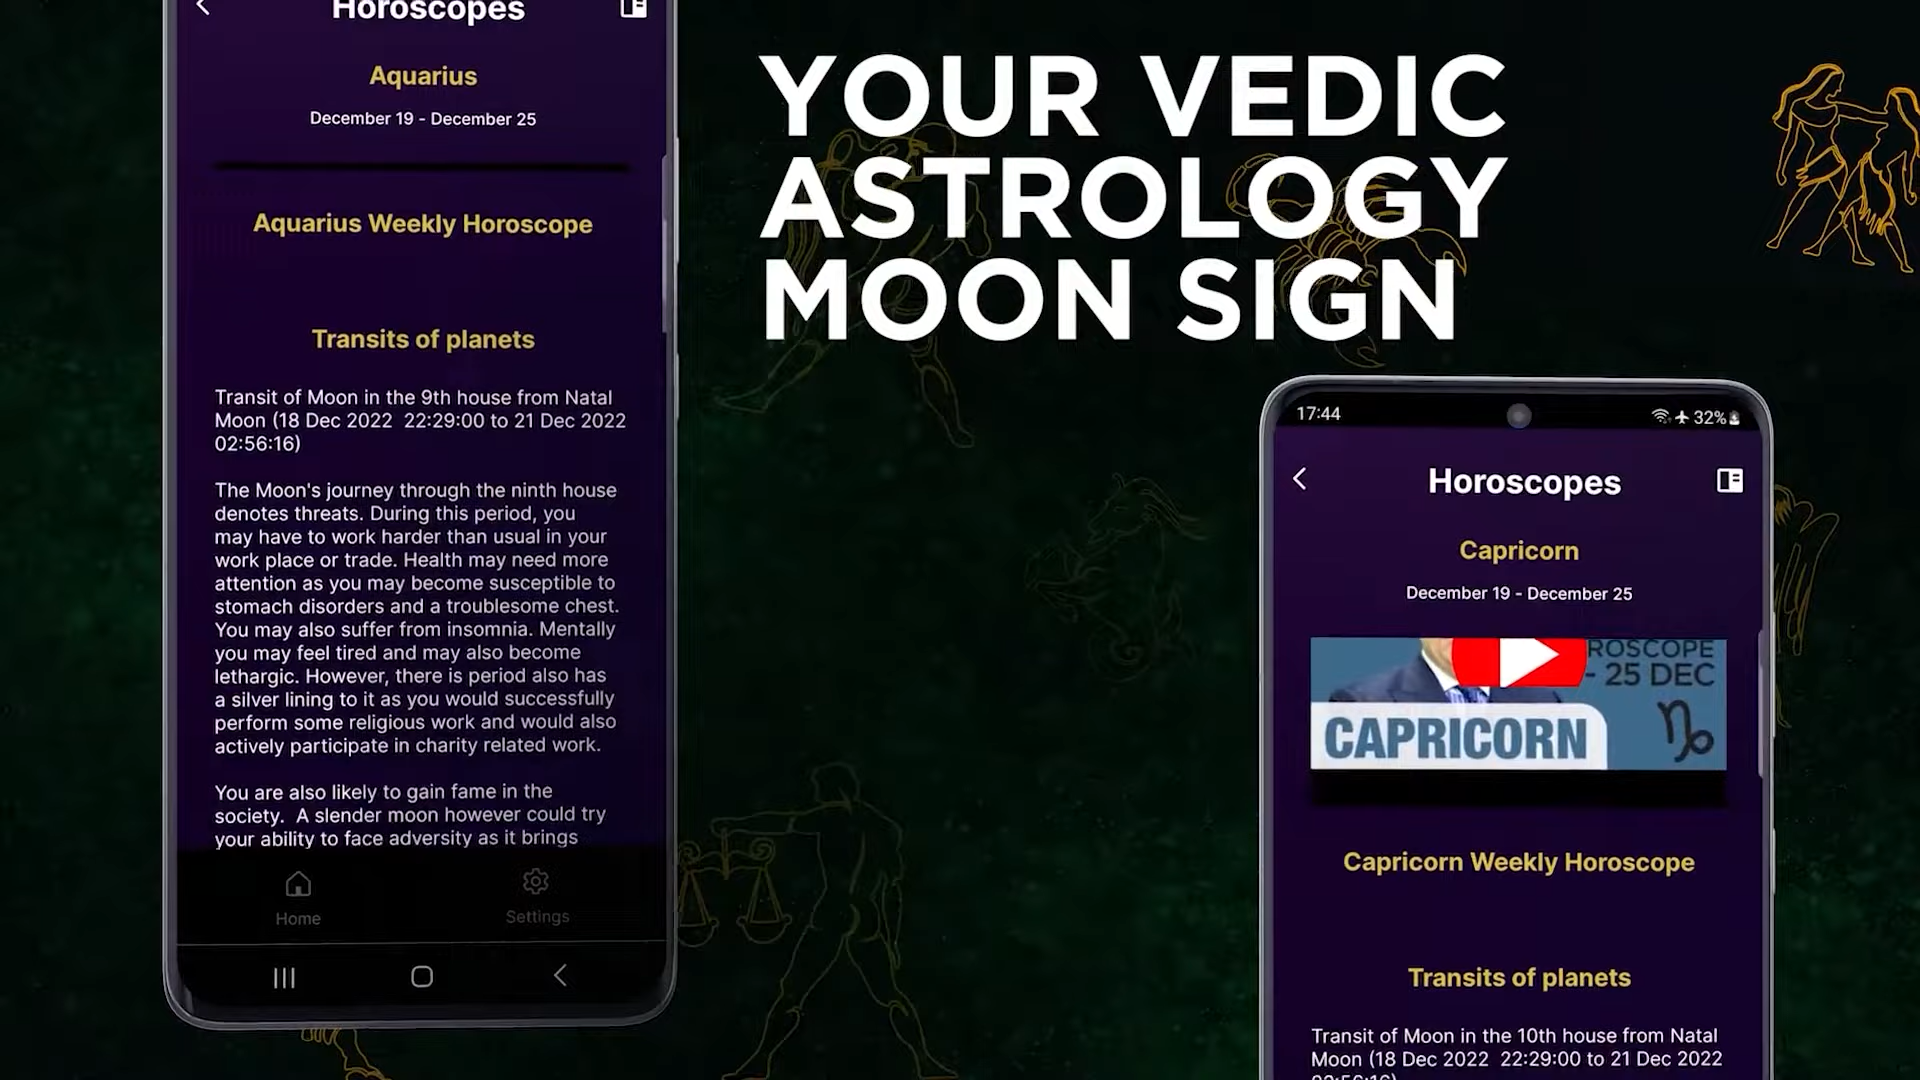 Horoscopes
Aquarius
December 19 - December 25
Aquarius Weekly Horoscope
Transits of planets
Transit of Moon in the 9th house from Natal
Moon (18 Dec 2022  22:29:00 to 21 Dec 2022
02:56:16)
The Moon's journey through the ninth house
denotes threats. During this period, you
may have to work harder than usual in your
work place or trade. Health may need more
attention as you may become susceptible to
stomach disorders and a troublesome chest.
You may also suffer from insomnia. Mentally
you may feel tired and may also become
lethargic. However, there is period also has
a silver lining to it as you would successfully
perform some religious work and would also
actively participate in charity related work.
You are also likely to gain fame in the
society.  A slender moon however could try
your ability to face adversity as it brings
Home
Settings
YOUR VEDIC
ASTROLOGY
MOON SIGN
17:44
32%
Horoscopes
Capricorn
December 19 - December 25
ROSCOPE
- 25 DEC
CAPRICORN
Capricorn Weekly Horoscope
Transits of planets
Transit of Moon in the 10th house from Natal
Moon (18 Dec 2022  22:29:00 to 21 Dec 2022
02:56:16)